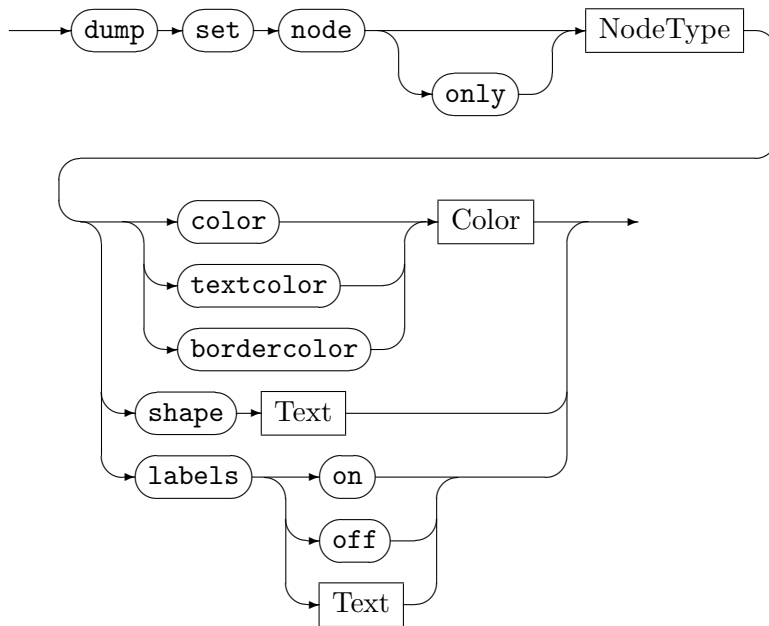 dump set node NodeType
only
color Color
textcolor
bordercolor
shape Text
labels on
off
Text